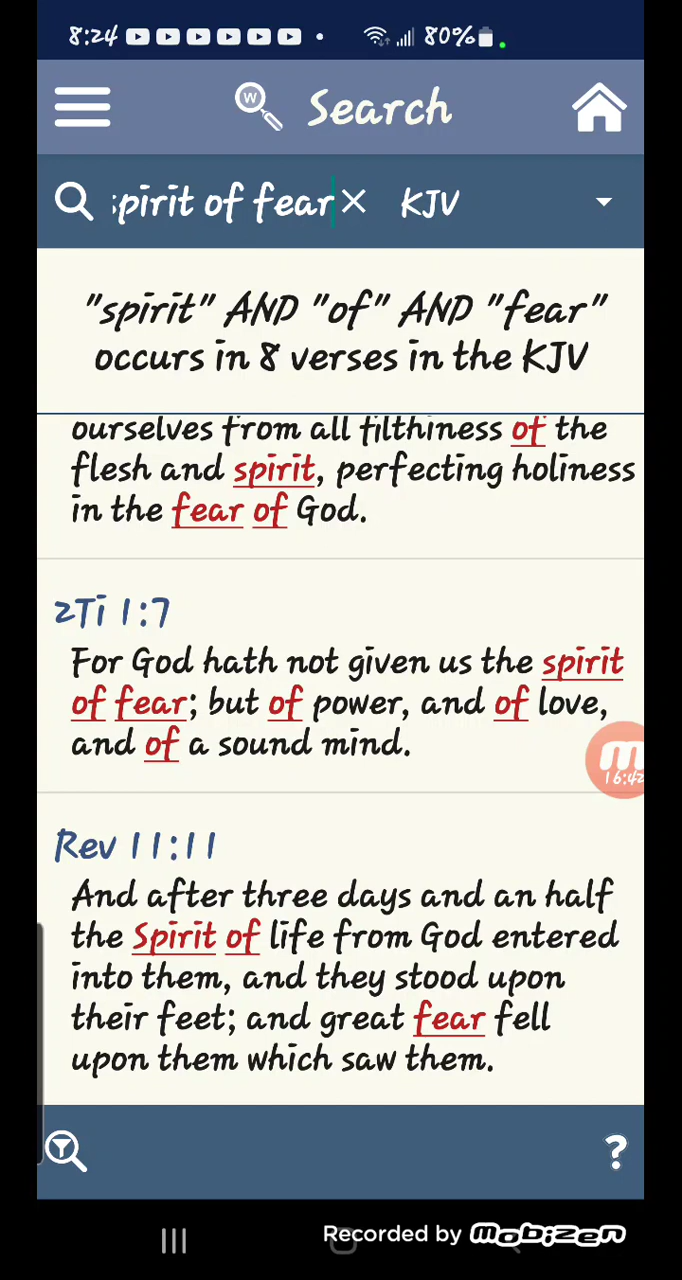 8:24 80%
W Search
spirit of fear × KJV
"spirit" AND "of" AND "fear"
occurs in 8 verses in the KJV
ourselves from all filthiness of the
flesh and spirit, perfecting holiness
in the fear of God.
2Ti 1:7
For God hath not given us the spirit
of fear; but of power, and of love,
and of a sound mind.
16:42
Rev 11:11
And after three days and an half
the Spirit of life from God entered
into them, and they stood upon
their feet; and great fear fell
upon them which saw them.
?
Recorded by mobizen